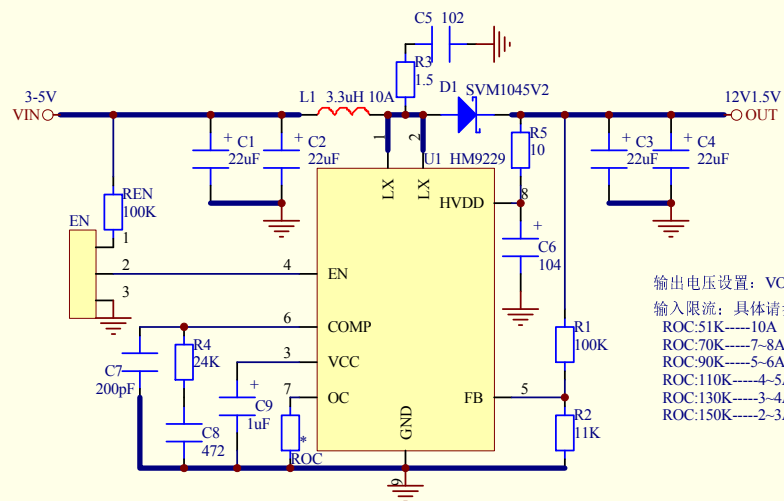 C5 102
R3
1.5
3-5V
VIN
L1 3.3uH 10A
D1
SVM1045V2
12V1.5V
OUT
C1
22uF
C2
22uF
1
2
U1 HM9229
LX
LX
R5
10
C3
22uF
C4
22uF
REN
100K
HVDD
8
EN
1
2
3
4
EN
C6
104
输出电压设置：VO
输入限流：具体请
ROC:51K-----10A
ROC:70K-----7~8A
ROC:90K-----5~6A
ROC:110K-----4~5A
ROC:130K-----3~4A
ROC:150K-----2~3A
6
COMP
R4
24K
R1
100K
3
VCC
C7
200pF
7
OC
FB
5
C9
1uF
GND
R2
11K
C8
472
*
ROC
9